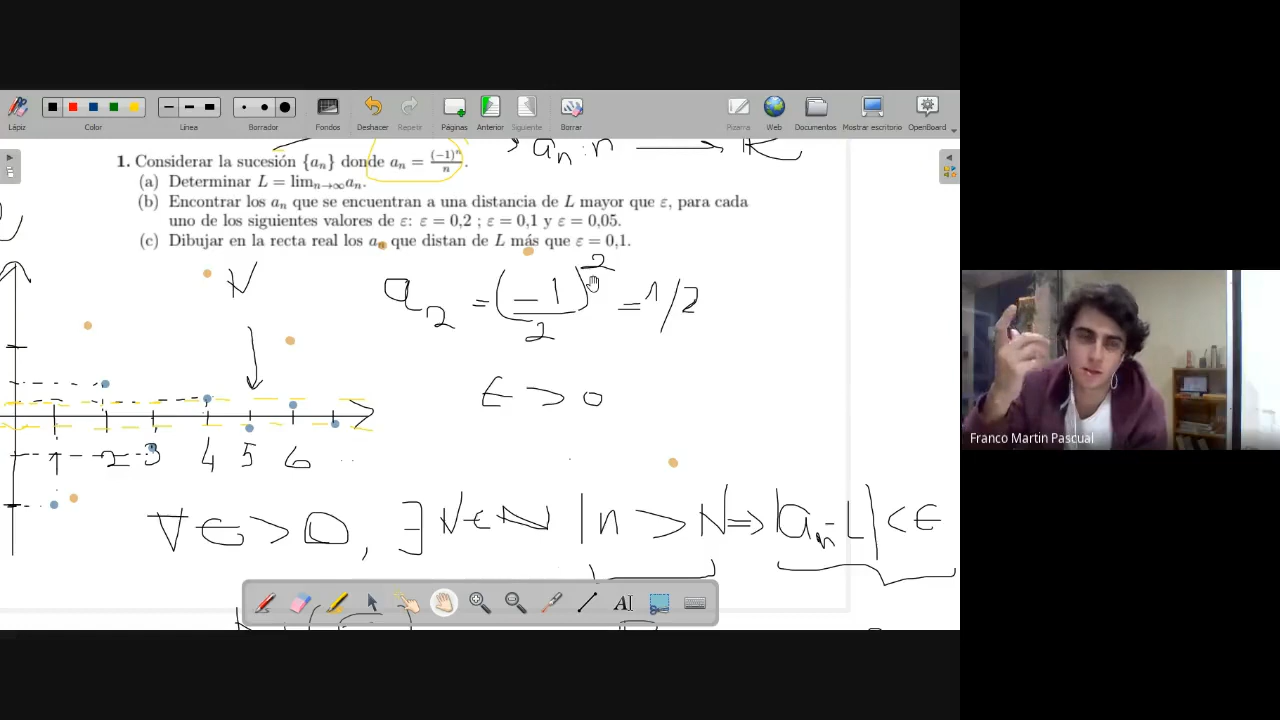 Lápiz Color Línea Borrador Fondos Deshacer Repetir Páginas Anterior Siguiente Borrar Pizarra Web Documentos Mostrar escritorio OpenBoard
aₙ : n ⟶ ℝ
1. Considerar la sucesión {aₙ} donde aₙ = (-1)ⁿ/n.
(a) Determinar L = limₙ→∞ aₙ.
(b) Encontrar los aₙ que se encuentran a una distancia de L mayor que ε, para cada
uno de los siguientes valores de ε: ε = 0,2 ; ε = 0,1 y ε = 0,05.
(c) Dibujar en la recta real los aₙ que distan de L más que ε = 0,1.
N
a₂ = (-1)²/2 = 1/2
ε > 0
1 2 3 4 5 6 ...
∀ε > 0, ∃ N ∈ ℕ | n > N ⇒ |aₙ - L| < ε
Franco Martin Pascual